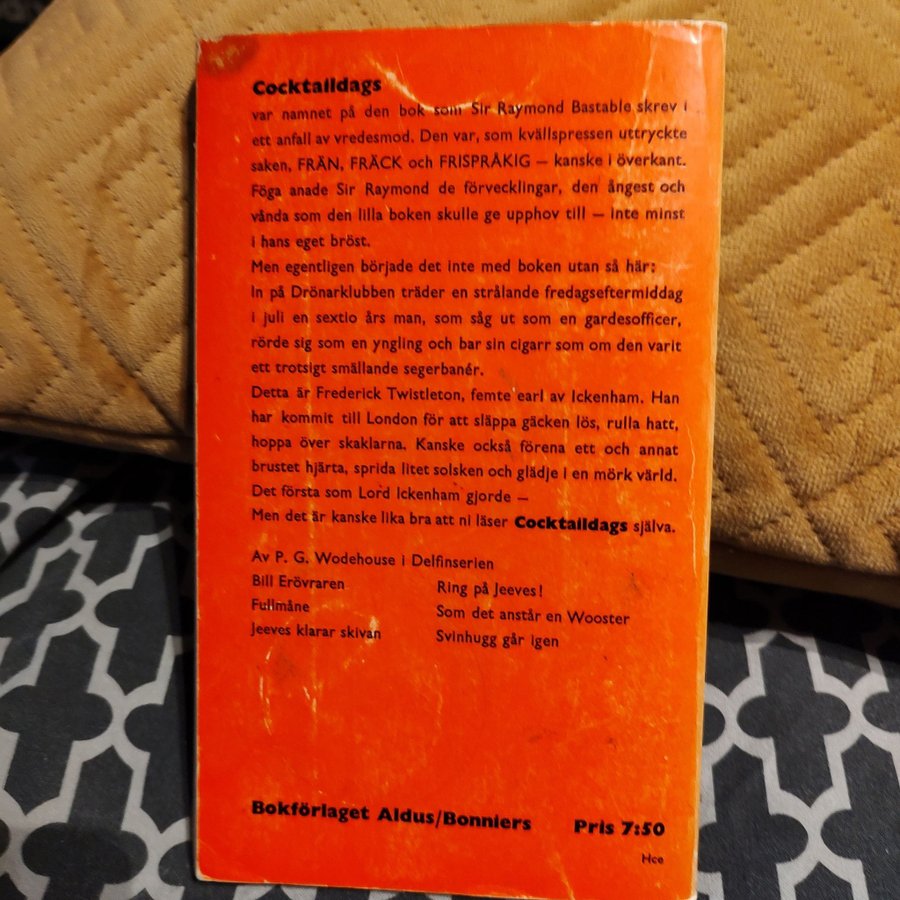 Cocktaildags
var namnet på den bok som Sir Raymond Bastable skrev i
ett anfall av vredesmod. Den var, som kvällspressen uttryckte
saken, FRÄN, FRÄCK och FRISPRÅKIG — kanske i överkant.
Föga anade Sir Raymond de förvecklingar, den ångest och
vånda som den lilla boken skulle ge upphov till — inte minst
i hans eget bröst.
Men egentligen började det inte med boken utan så här:
In på Drönarklubben träder en strålande fredagseftermiddag
i juli en sextio års man, som såg ut som en gardesofficer,
rörde sig som en yngling och bar sin cigarr som om den varit
ett trotsigt smällande segerbanér.
Detta är Frederick Twistleton, femte earl av Ickenham. Han
har kommit till London för att släppa gäcken lös, rulla hatt,
hoppa över skaklarna. Kanske också förena ett och annat
brustet hjärta, sprida litet solsken och glädje i en mörk värld.
Det första som Lord Ickenham gjorde —
Men det är kanske lika bra att ni läser Cocktaildags själva.
Av P. G. Wodehouse i Delfinserien
Bill Erövraren
Fullmåne
Jeeves klarar skivan
Ring på Jeeves!
Som det anstår en Wooster
Svinhugg går igen
Bokförlaget Aldus/Bonniers
Pris 7:50
Hce